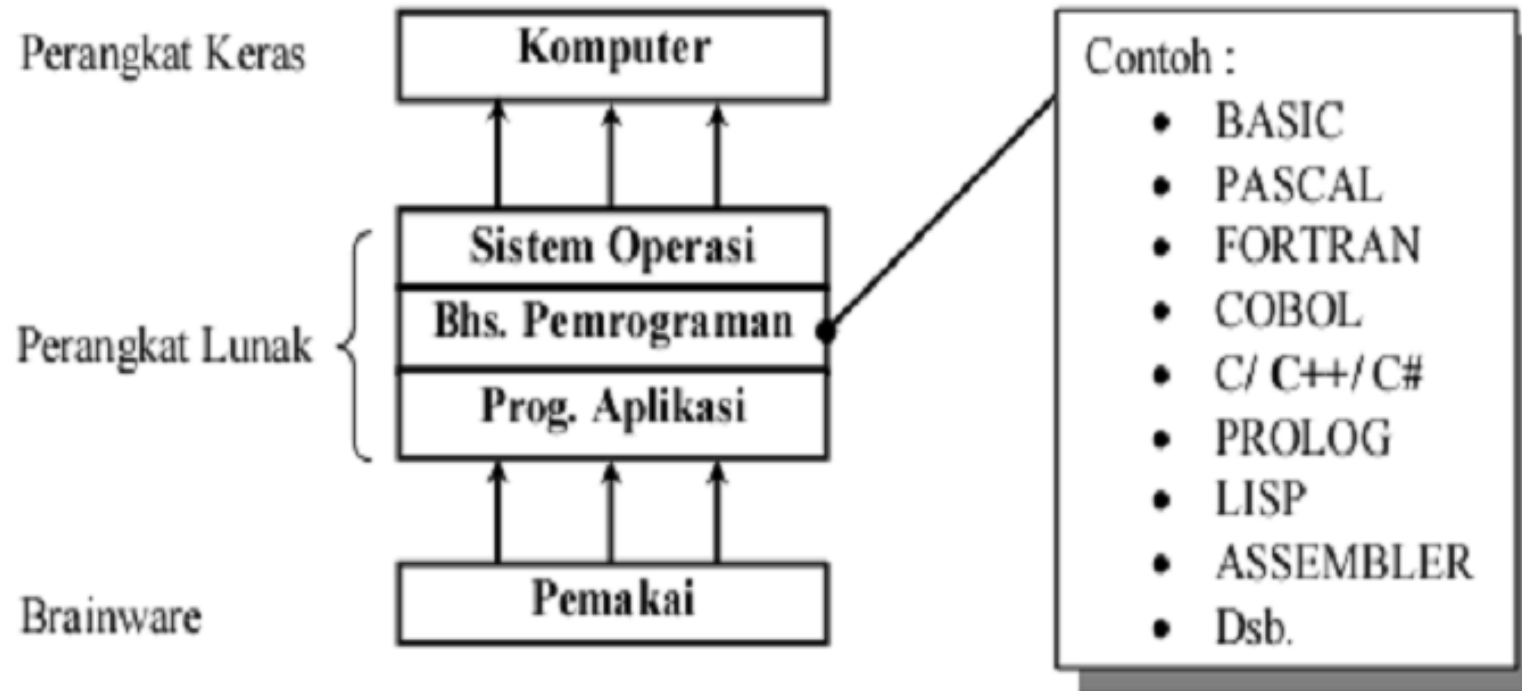 Perangkat Keras
Komputer
Sistem Operasi
Perangkat Lunak
Bhs. Pemrograman
Prog. Aplikasi
Brainware
Pemakai
Contoh :
• BASIC
• PASCAL
• FORTRAN
• COBOL
• C/ C++/ C#
• PROLOG
• LISP
• ASSEMBLER
• Dsb.